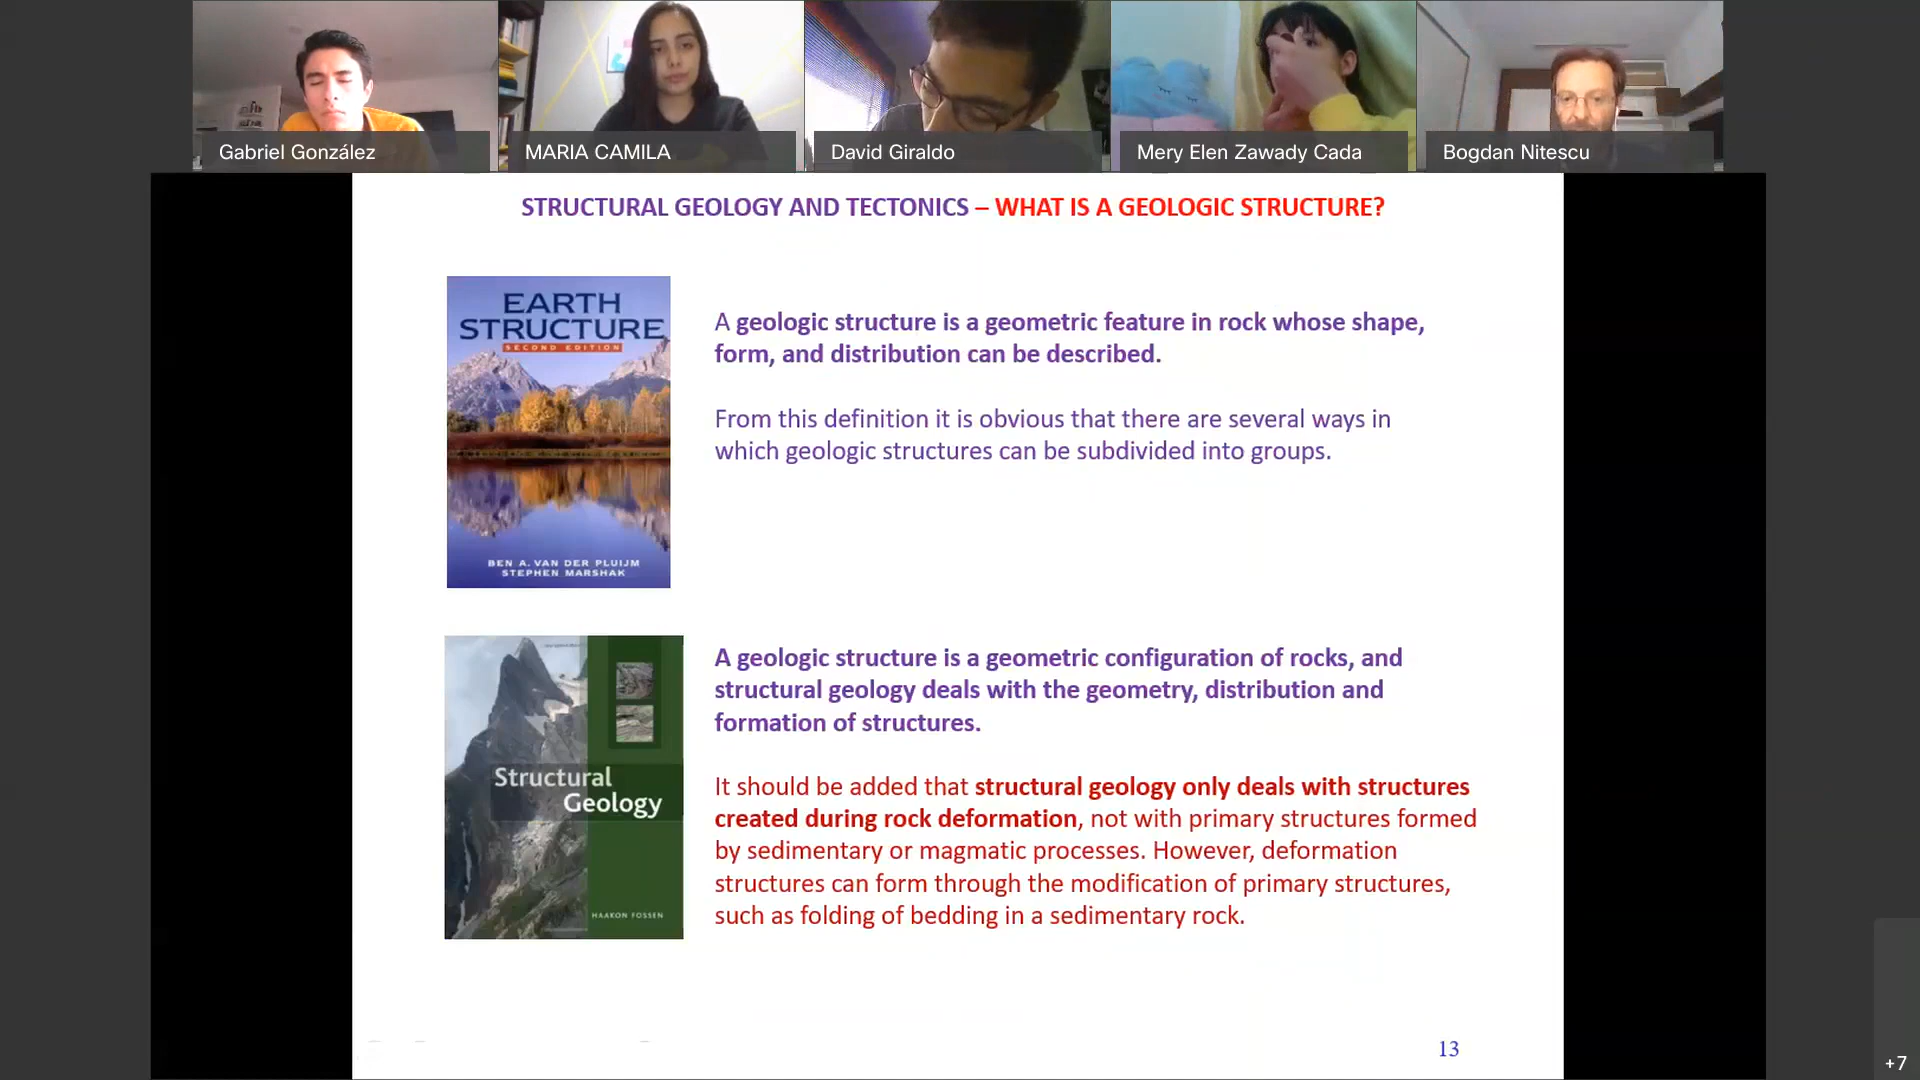 Gabriel González
MARIA CAMILA
David Giraldo
Mery Elen Zawady Cada
Bogdan Nitescu
STRUCTURAL GEOLOGY AND TECTONICS – WHAT IS A GEOLOGIC STRUCTURE?
EARTH
STRUCTURE
SECOND EDITION
BEN A. VAN DER PLUIJM
STEPHEN MARSHAK
A geologic structure is a geometric feature in rock whose shape,
form, and distribution can be described.
From this definition it is obvious that there are several ways in
which geologic structures can be subdivided into groups.
Structural
Geology
HAAKON FOSSEN
A geologic structure is a geometric configuration of rocks, and
structural geology deals with the geometry, distribution and
formation of structures.
It should be added that structural geology only deals with structures
created during rock deformation, not with primary structures formed
by sedimentary or magmatic processes. However, deformation
structures can form through the modification of primary structures,
such as folding of bedding in a sedimentary rock.
13
+7